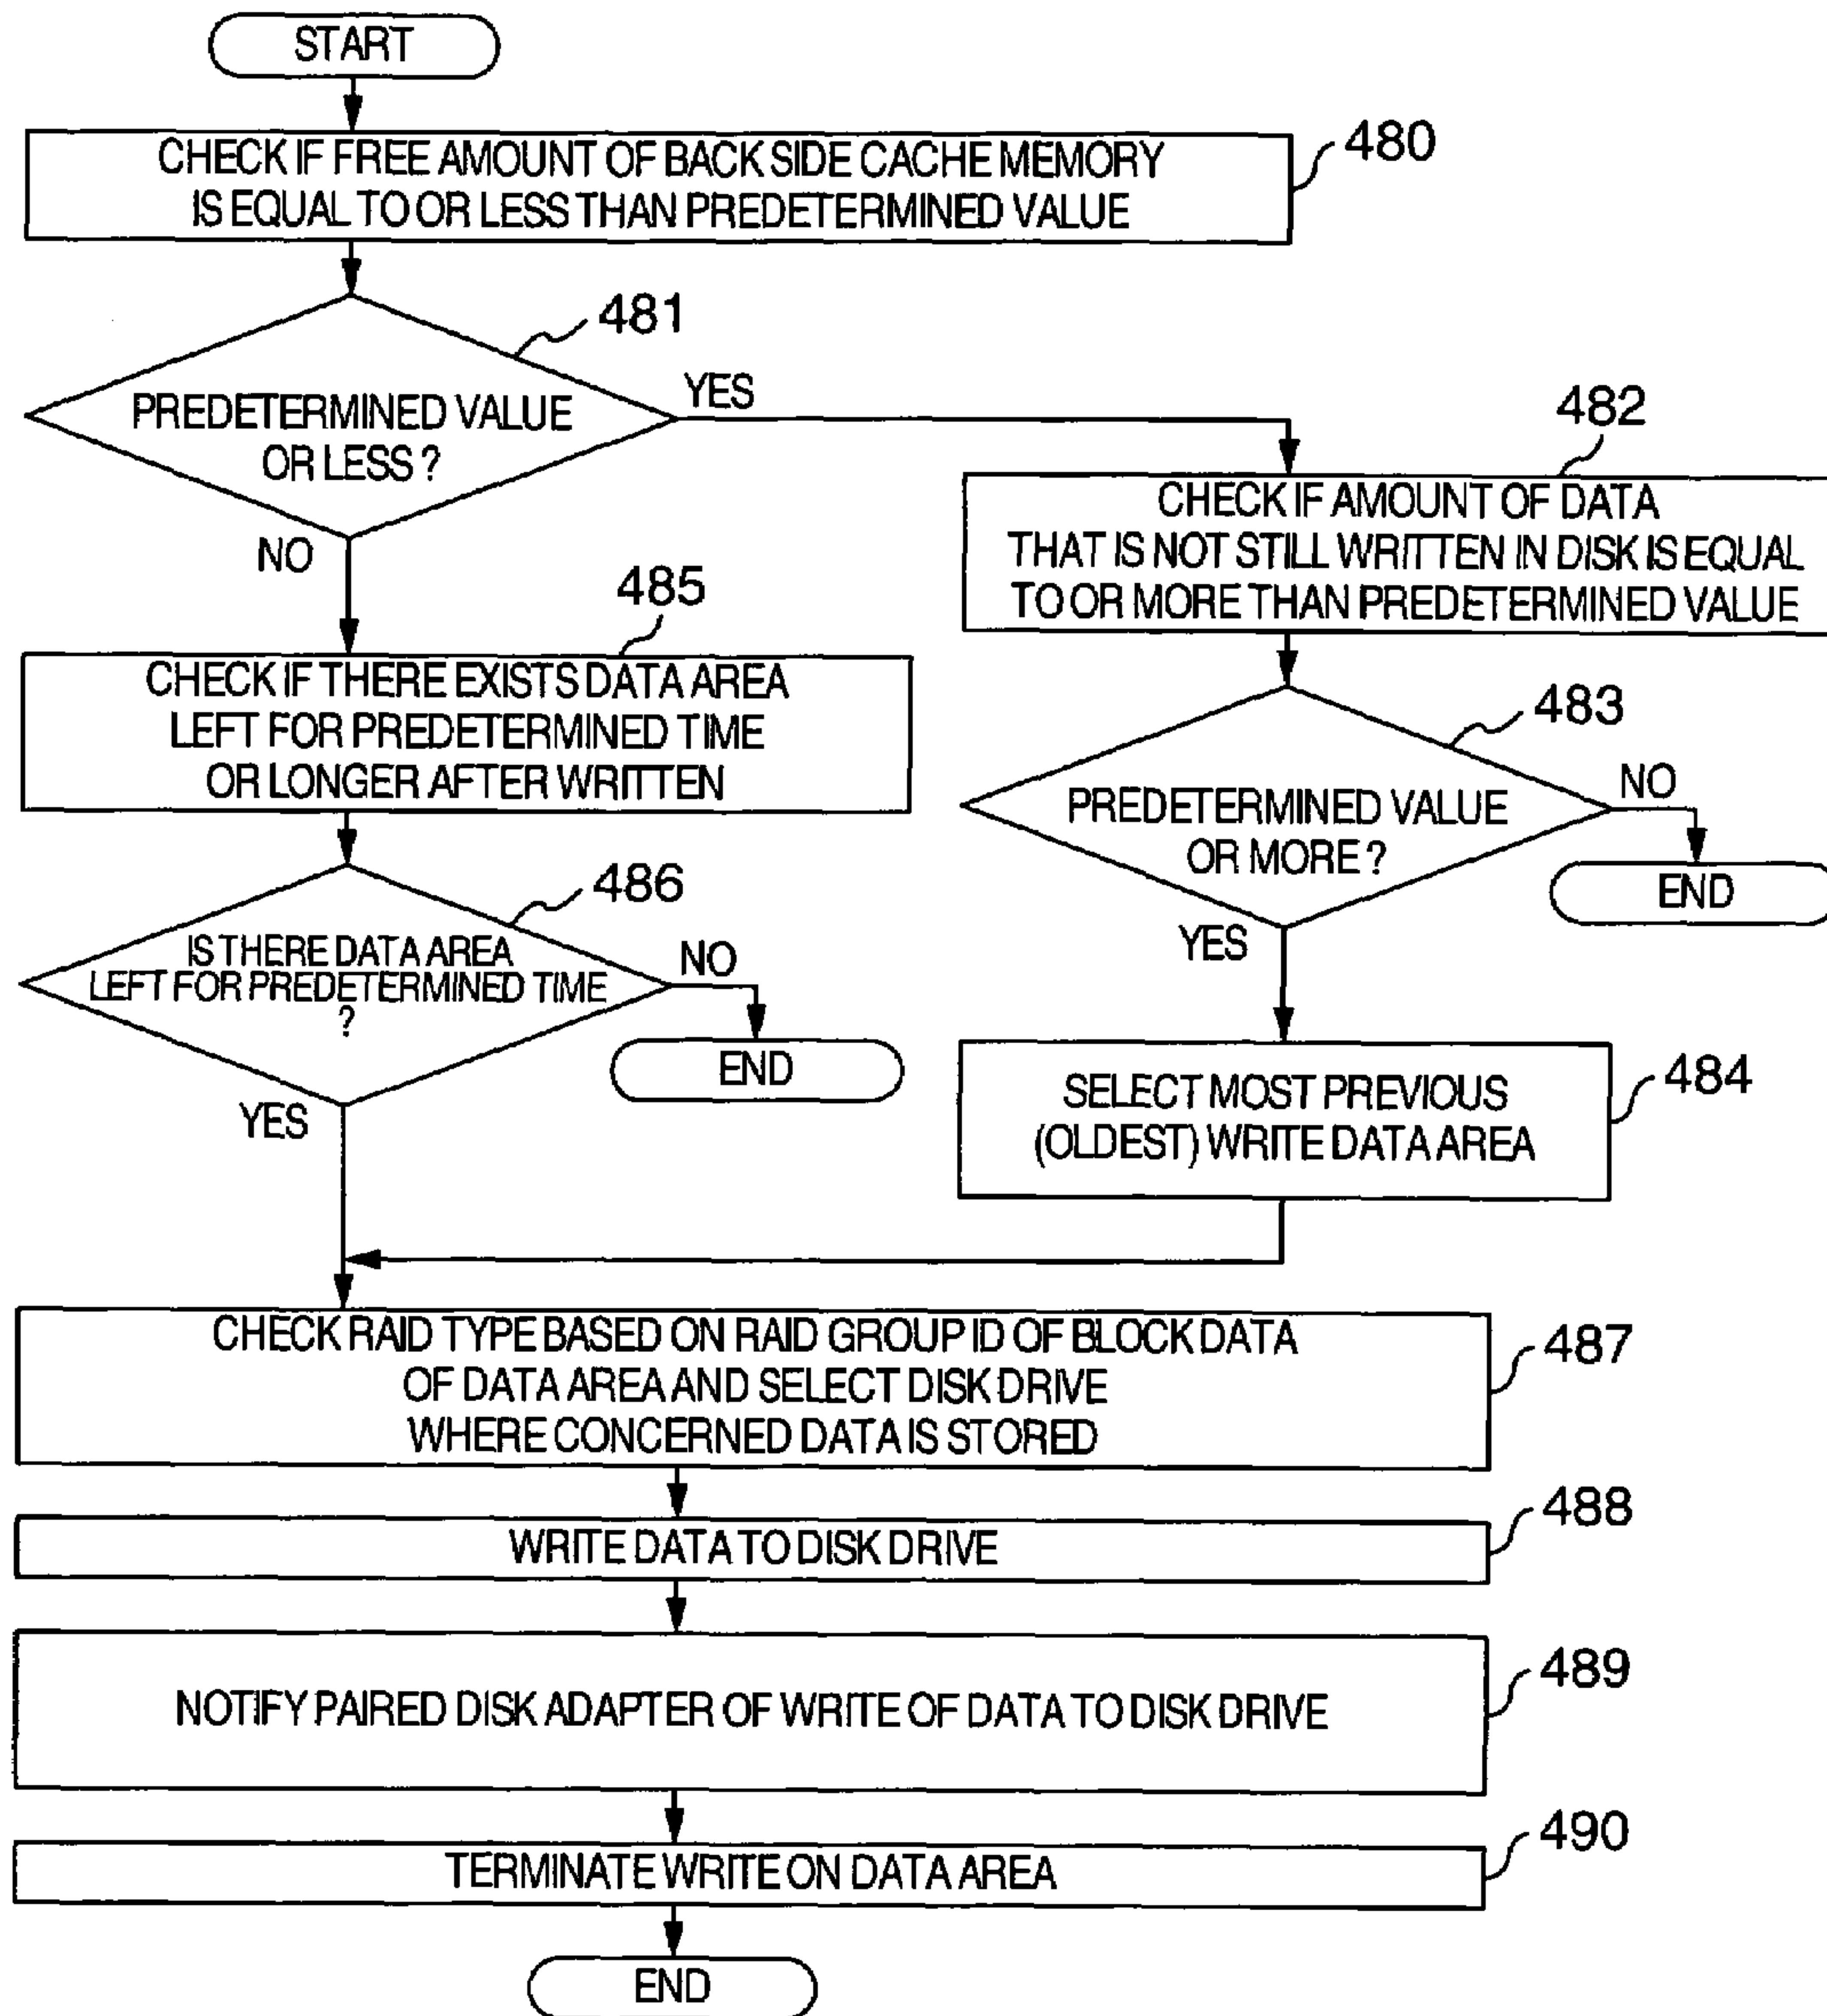 START
CHECK IF FREE AMOUNT OF BACK SIDE CACHE MEMORY
IS EQUAL TO OR LESS THAN PREDETERMINED VALUE
480
481
PREDETERMINED VALUE
OR LESS ?
YES
NO
482
CHECK IF AMOUNT OF DATA
THAT IS NOT STILL WRITTEN IN DISK IS EQUAL
TO OR MORE THAN PREDETERMINED VALUE
485
CHECK IF THERE EXISTS DATA AREA
LEFT FOR PREDETERMINED TIME
OR LONGER AFTER WRITTEN
483
PREDETERMINED VALUE
OR MORE ?
NO
END
YES
486
IS THERE DATA AREA
LEFT FOR PREDETERMINED TIME
?
NO
END
YES
484
SELECT MOST PREVIOUS
(OLDEST) WRITE DATA AREA
CHECK RAID TYPE BASED ON RAID GROUP ID OF BLOCK DATA
OF DATA AREA AND SELECT DISK DRIVE
WHERE CONCERNED DATA IS STORED
487
WRITE DATA TO DISK DRIVE
488
NOTIFY PAIRED DISK ADAPTER OF WRITE OF DATA TO DISK DRIVE
489
TERMINATE WRITE ON DATA AREA
490
END